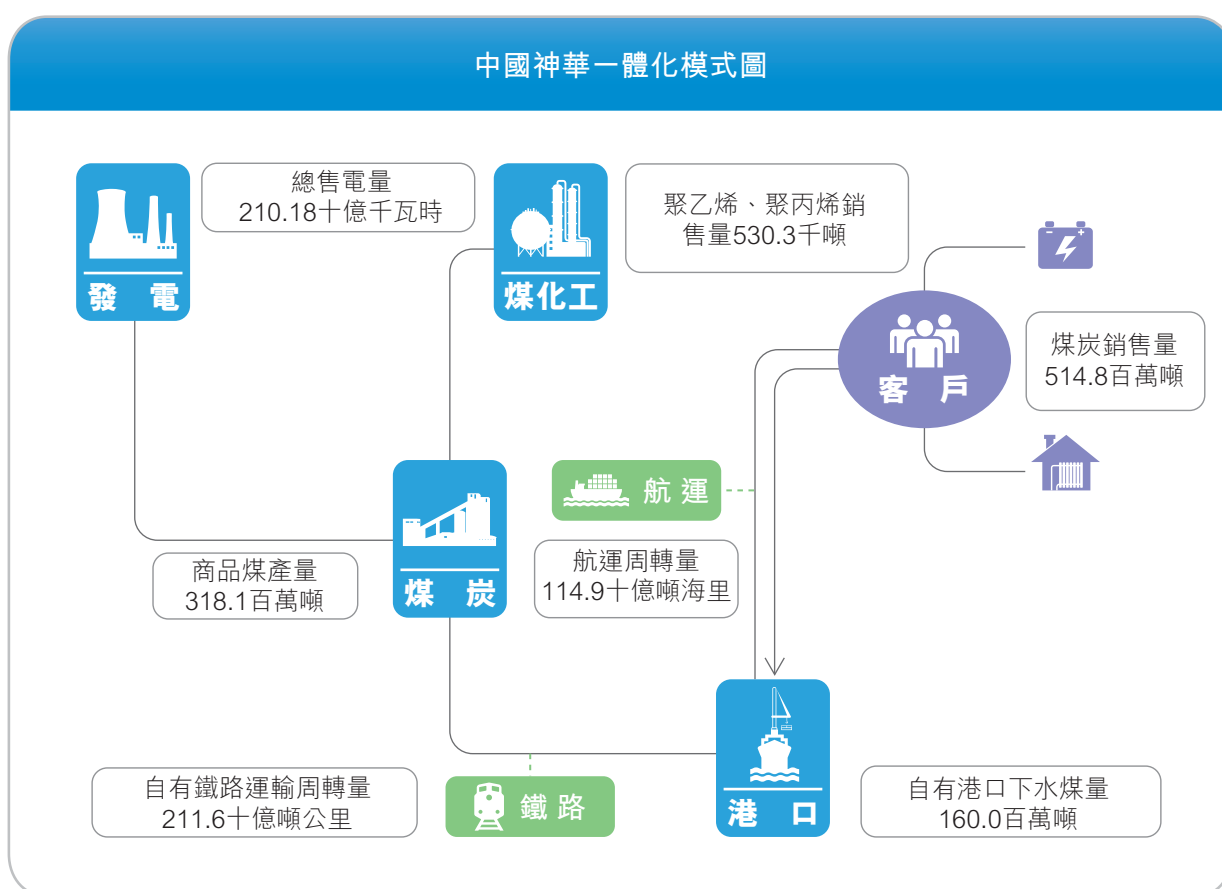 中國神華一體化模式圖
總售電量
210.18十億千瓦時
聚乙烯、聚丙烯銷
售量530.3千噸
發 電
煤化工
煤炭銷售量
514.8百萬噸
客 戶
航運
商品煤產量
318.1百萬噸
煤 炭
航運周轉量
114.9十億噸海里
自有鐵路運輸周轉量
211.6十億噸公里
鐵路
港 口
自有港口下水煤量
160.0百萬噸